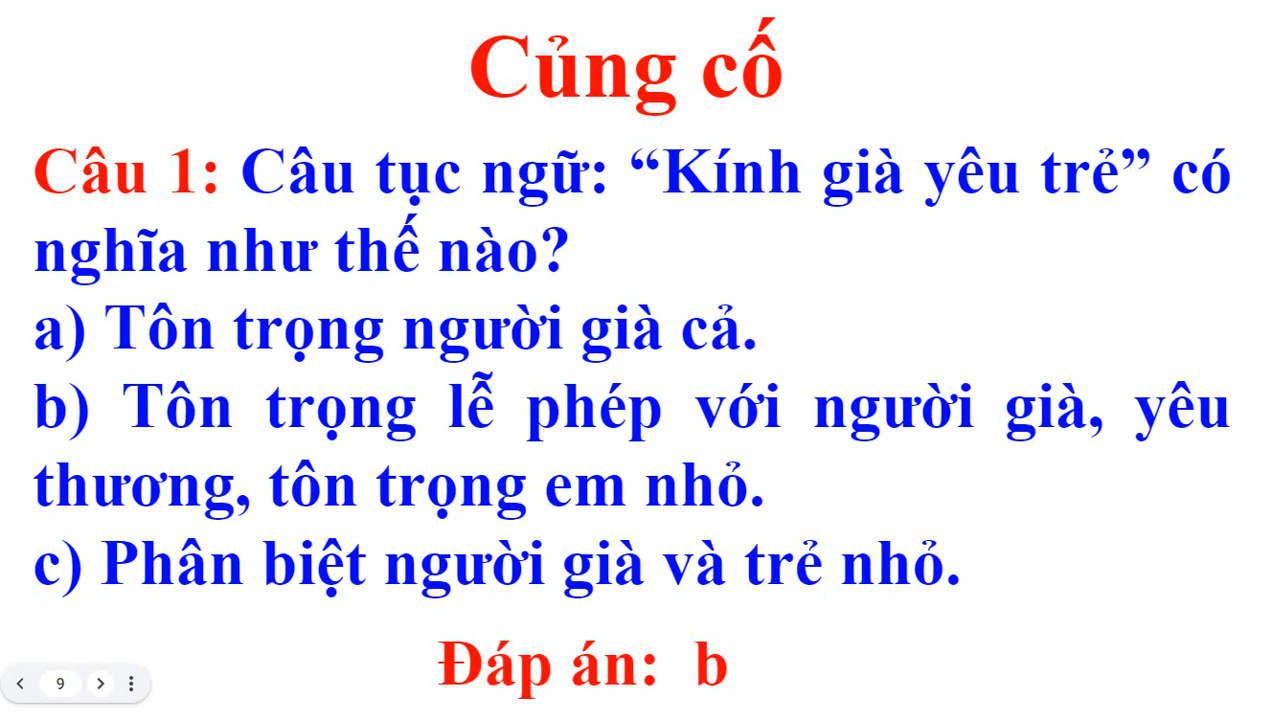 Củng cố
Câu 1: Câu tục ngữ: “Kính già yêu trẻ” có
nghĩa như thế nào?
a) Tôn trọng người già cả.
b) Tôn trọng lễ phép với người già, yêu
thương, tôn trọng em nhỏ.
c) Phân biệt người già và trẻ nhỏ.
Đáp án: b
9